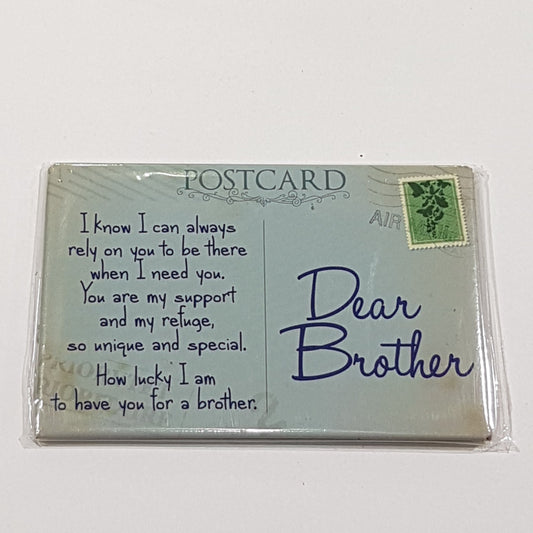 POSTCARD
AIR
I know I can always
rely on you to be there
when I need you.
You are my support
and my refuge,
so unique and special.
How lucky I am
to have you for a brother.
Dear
Brother